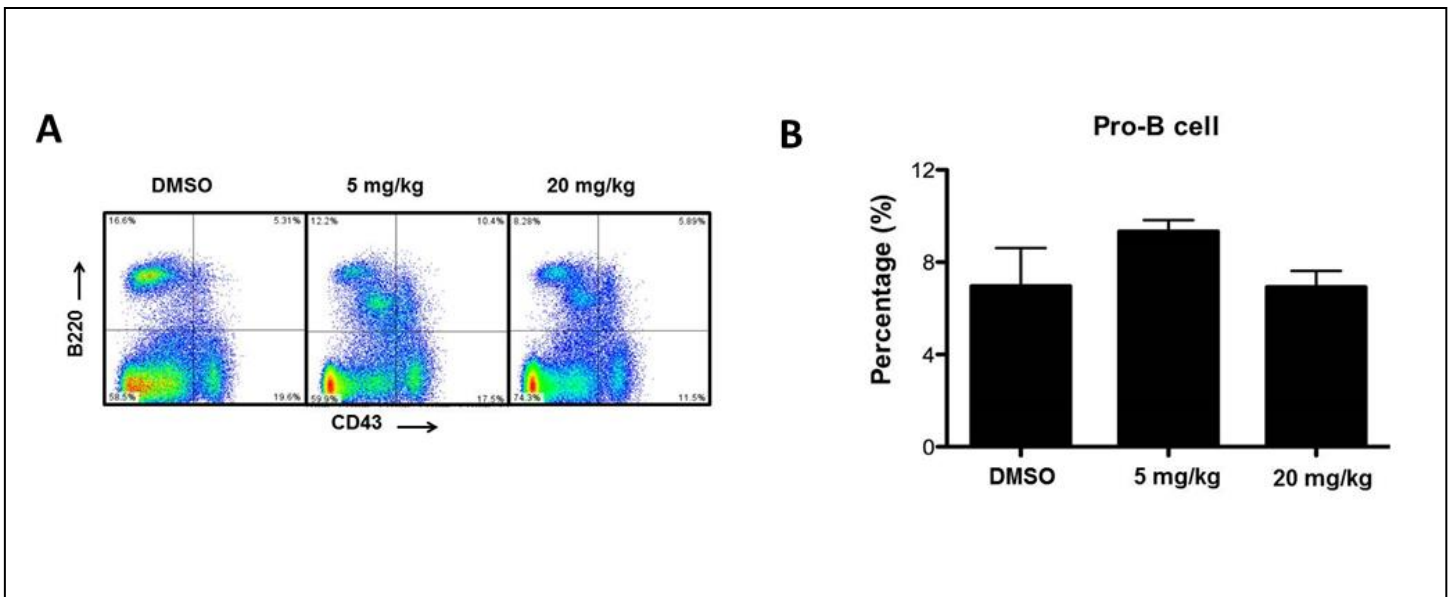 A
DMSO 5 mg/kg 20 mg/kg
16.6% 5.31% 12.2% 10.4% 8.28% 5.89%
B220
58.5% 19.6% 59.9% 17.5% 74.3% 11.5%
CD43
B
Pro-B cell
Percentage (%)
12
8
4
0
DMSO 5 mg/kg 20 mg/kg